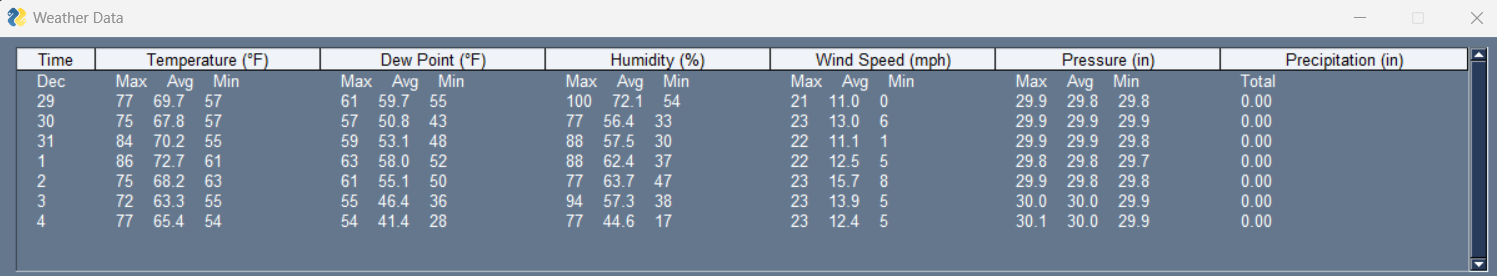 Weather Data
Time Temperature (°F) Dew Point (°F) Humidity (%) Wind Speed (mph) Pressure (in) Precipitation (in)
Dec Max Avg Min Max Avg Min Max Avg Min Max Avg Min Max Avg Min Total
29 77 69.7 57 61 59.7 55 100 72.1 54 21 11.0 0 29.9 29.8 29.8 0.00
30 75 67.8 57 57 50.8 43 77 56.4 33 23 13.0 6 29.9 29.9 29.9 0.00
31 84 70.2 55 59 53.1 48 88 57.5 30 22 11.1 1 29.9 29.9 29.8 0.00
1 86 72.7 61 63 58.0 52 88 62.4 37 22 12.5 5 29.8 29.8 29.7 0.00
2 75 68.2 63 61 55.1 50 77 63.7 47 23 15.7 8 29.9 29.8 29.8 0.00
3 72 63.3 55 55 46.4 36 94 57.3 38 23 13.9 5 30.0 30.0 29.9 0.00
4 77 65.4 54 54 41.4 28 77 44.6 17 23 12.4 5 30.1 30.0 29.9 0.00